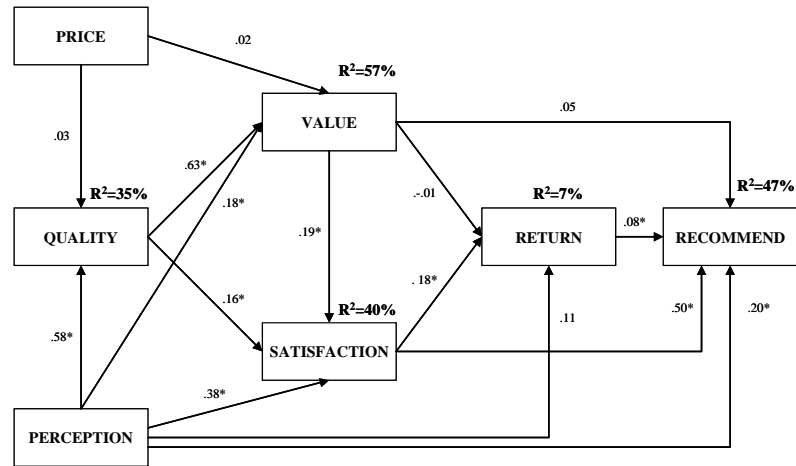 PRICE
.02
R²=57%
VALUE
.05
.03
.63*
R²=35%
.18*
.-.01
R²=7%
R²=47%
QUALITY
.19*
RETURN
.08*
RECOMMEND
.16*
R²=40%
. 18*
.58*
SATISFACTION
.11
.50*
.20*
.38*
PERCEPTION